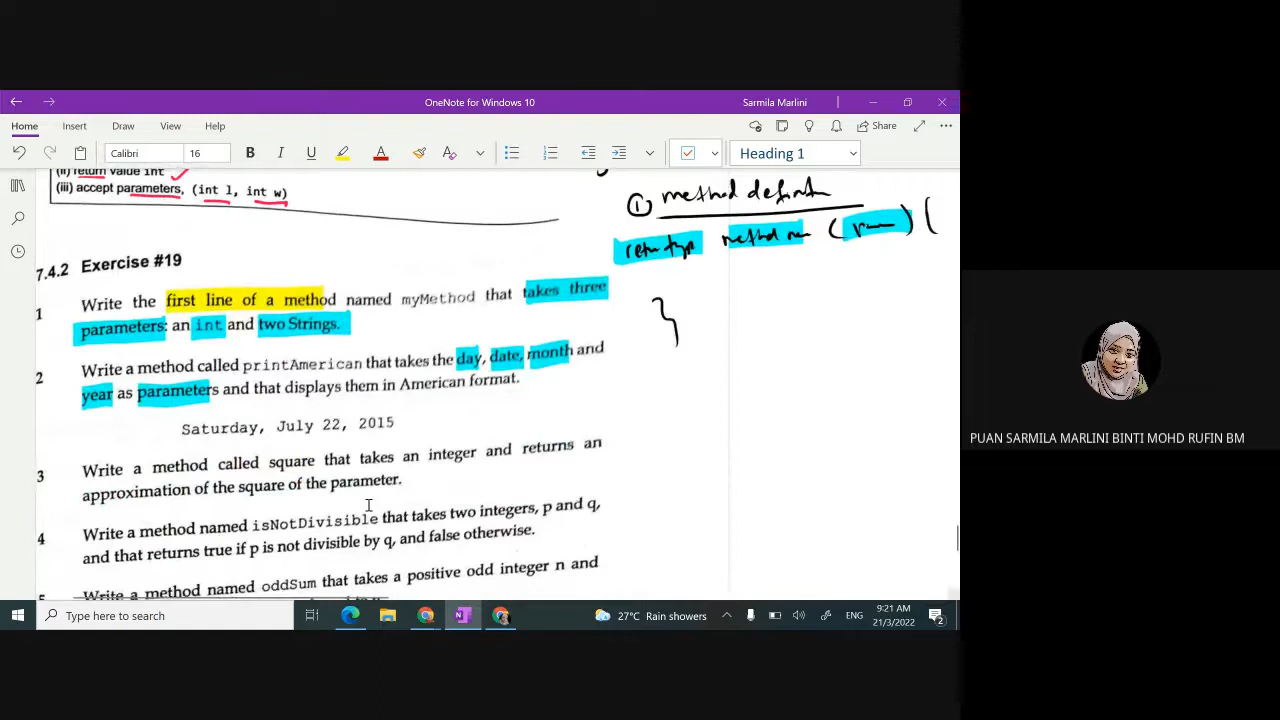 OneNote for Windows 10
Sarmila Marlini
Home Insert Draw View Help
Share
Calibri 16 B I U A Heading 1
(ii) return value int
(iii) accept parameters, (int l, int w)
① method
method
7.4.2 Exercise #19
1 Write the first line of a method named myMethod that takes three
parameters: an int and two Strings.
2 Write a method called printAmerican that takes the day, date, month and
year as parameters and that displays them in American format.
Saturday, July 22, 2015
3 Write a method called square that takes an integer and returns an
approximation of the square of the parameter.
4 Write a method named isNotDivisible that takes two integers, p and q,
and that returns true if p is not divisible by q, and false otherwise.
5 Write a method named oddSum that takes a positive odd integer n and
PUAN SARMILA MARLINI BINTI MOHD RUFIN BM
Type here to search
27°C Rain showers
ENG
9:21 AM
21/3/2022
2